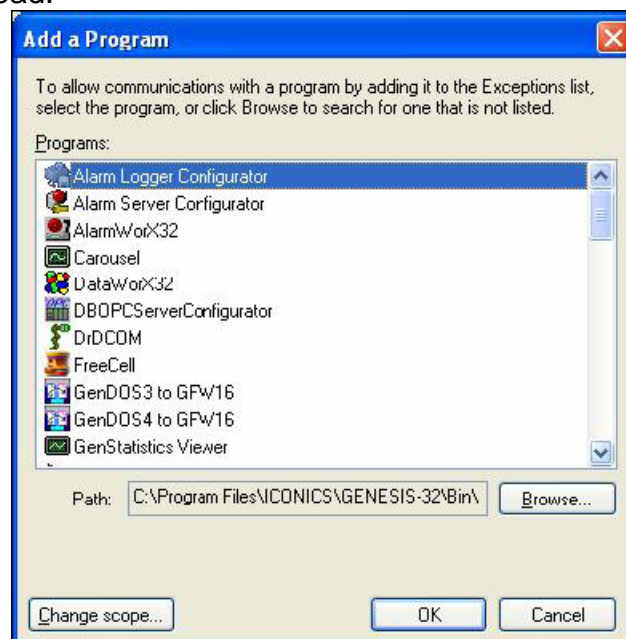 Add a Program
To allow communications with a program by adding it to the Exceptions list,
select the program, or click Browse to search for one that is not listed.
Programs:
Alarm Logger Configurator
Alarm Server Configurator
AlarmWorX32
Carousel
DataWorX32
DBOPCServerConfigurator
DrDCOM
FreeCell
GenDOS3 to GFW16
GenDOS4 to GFW16
GenStatistics Viewer
Path: C:\Program Files\ICONICS\GENESIS-32\Bin\ Browse...
Change scope... OK Cancel